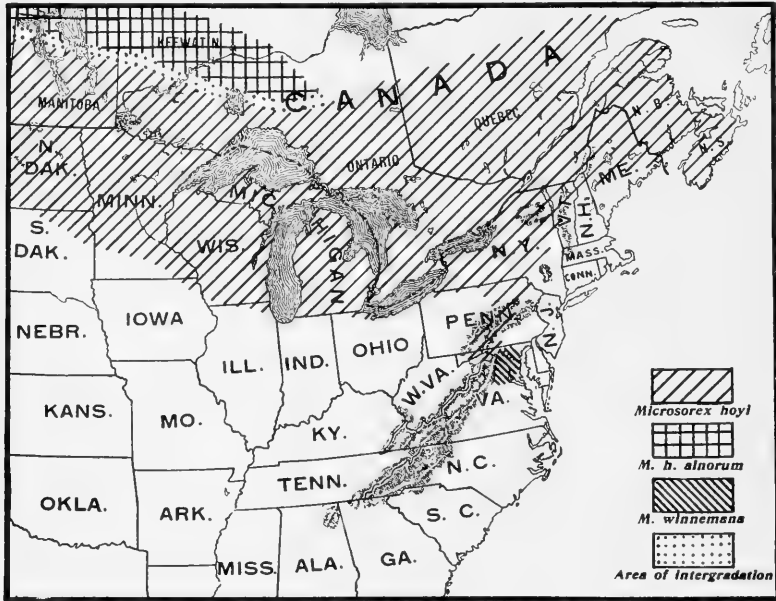 KEEWATIN
CANADA
MANITOBA
QUEBEC
ONTARIO
N. B.
N. S.
ME.
N. DAK.
MINN.
MICHIGAN
WIS.
N.Y.
VT.
N.H.
MASS.
CONN.
S. DAK.
IOWA
NEBR.
ILL.
IND.
OHIO
PENN.
N.J.
W.VA.
VA.
KANS.
MO.
KY.
TENN.
N.C.
OKLA.
ARK.
S. C.
MISS.
ALA.
GA.
Microsorex hoyi
M. h. alnorum
M. winnemana
Area of intergradation